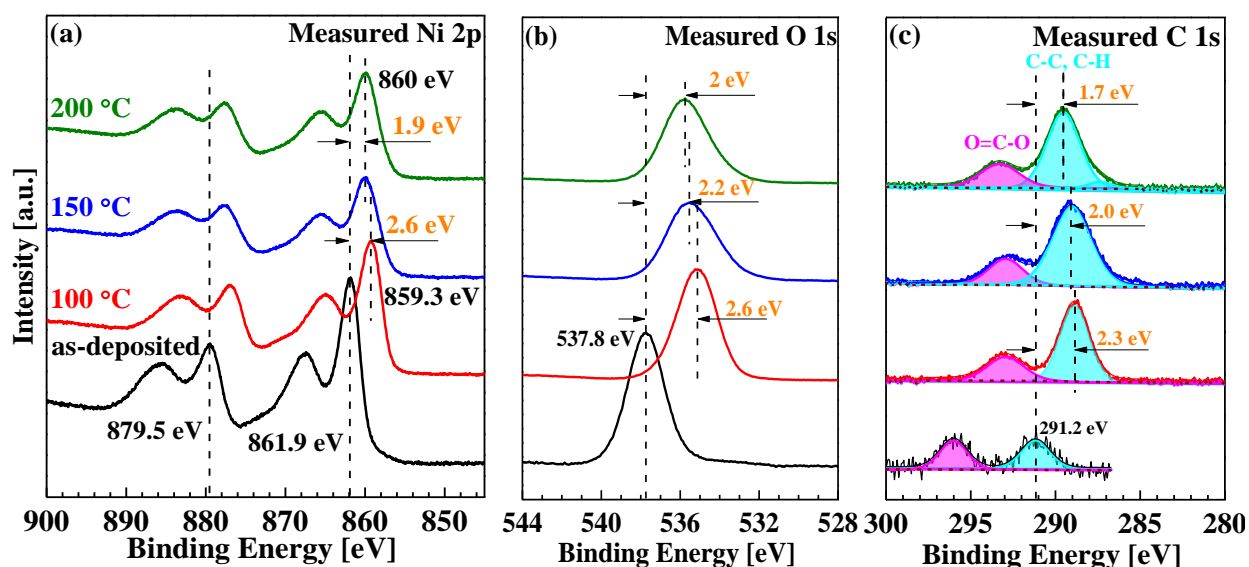 Intensity [a.u.]
(a)
Measured Ni 2p
860 eV
200 °C
1.9 eV
150 °C
2.6 eV
100 °C
859.3 eV
as-deposited
879.5 eV
861.9 eV
900 890 880 870 860 850
Binding Energy [eV]
(b)
Measured O 1s
2 eV
2.2 eV
2.6 eV
537.8 eV
544 540 536 532 528
Binding Energy [eV]
(c)
Measured C 1s
C-C, C-H
1.7 eV
O=C-O
2.0 eV
2.3 eV
291.2 eV
300 295 290 285 280
Binding Energy [eV]